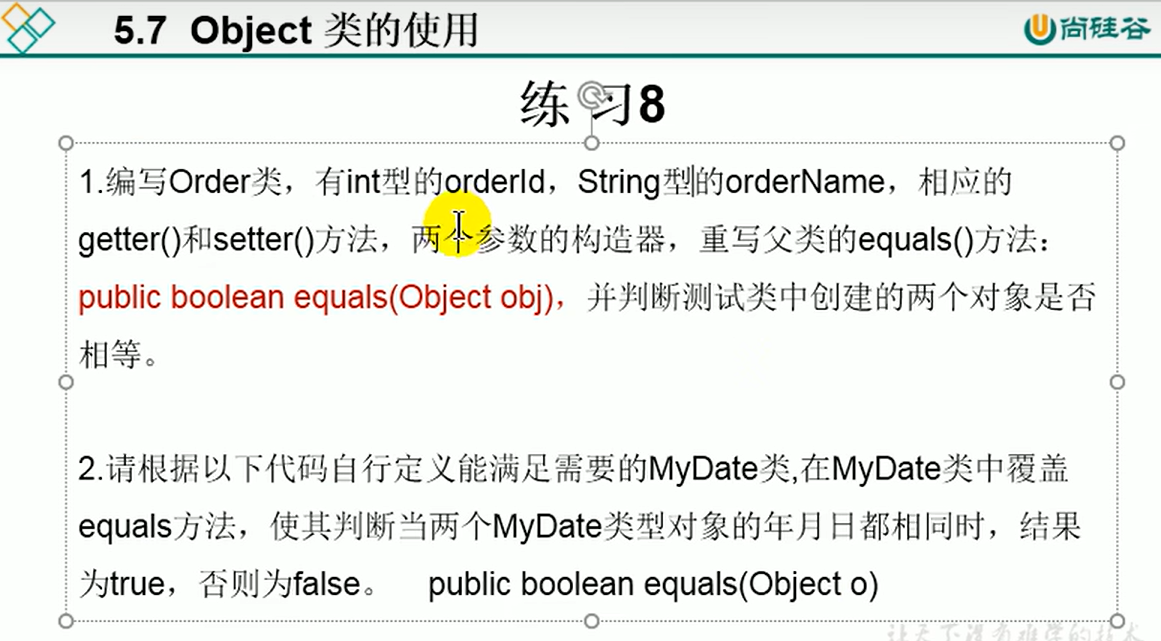 5.7 Object 类的使用
尚硅谷
练习8
1.编写Order类，有int型的orderId，String型的orderName，相应的
getter()和setter()方法，两个参数的构造器，重写父类的equals()方法：
public boolean equals(Object obj)，并判断测试类中创建的两个对象是否
相等。
2.请根据以下代码自行定义能满足需要的MyDate类,在MyDate类中覆盖
equals方法，使其判断当两个MyDate类型对象的年月日都相同时，结果
为true，否则为false。 public boolean equals(Object o)
让天下没有难学的技术